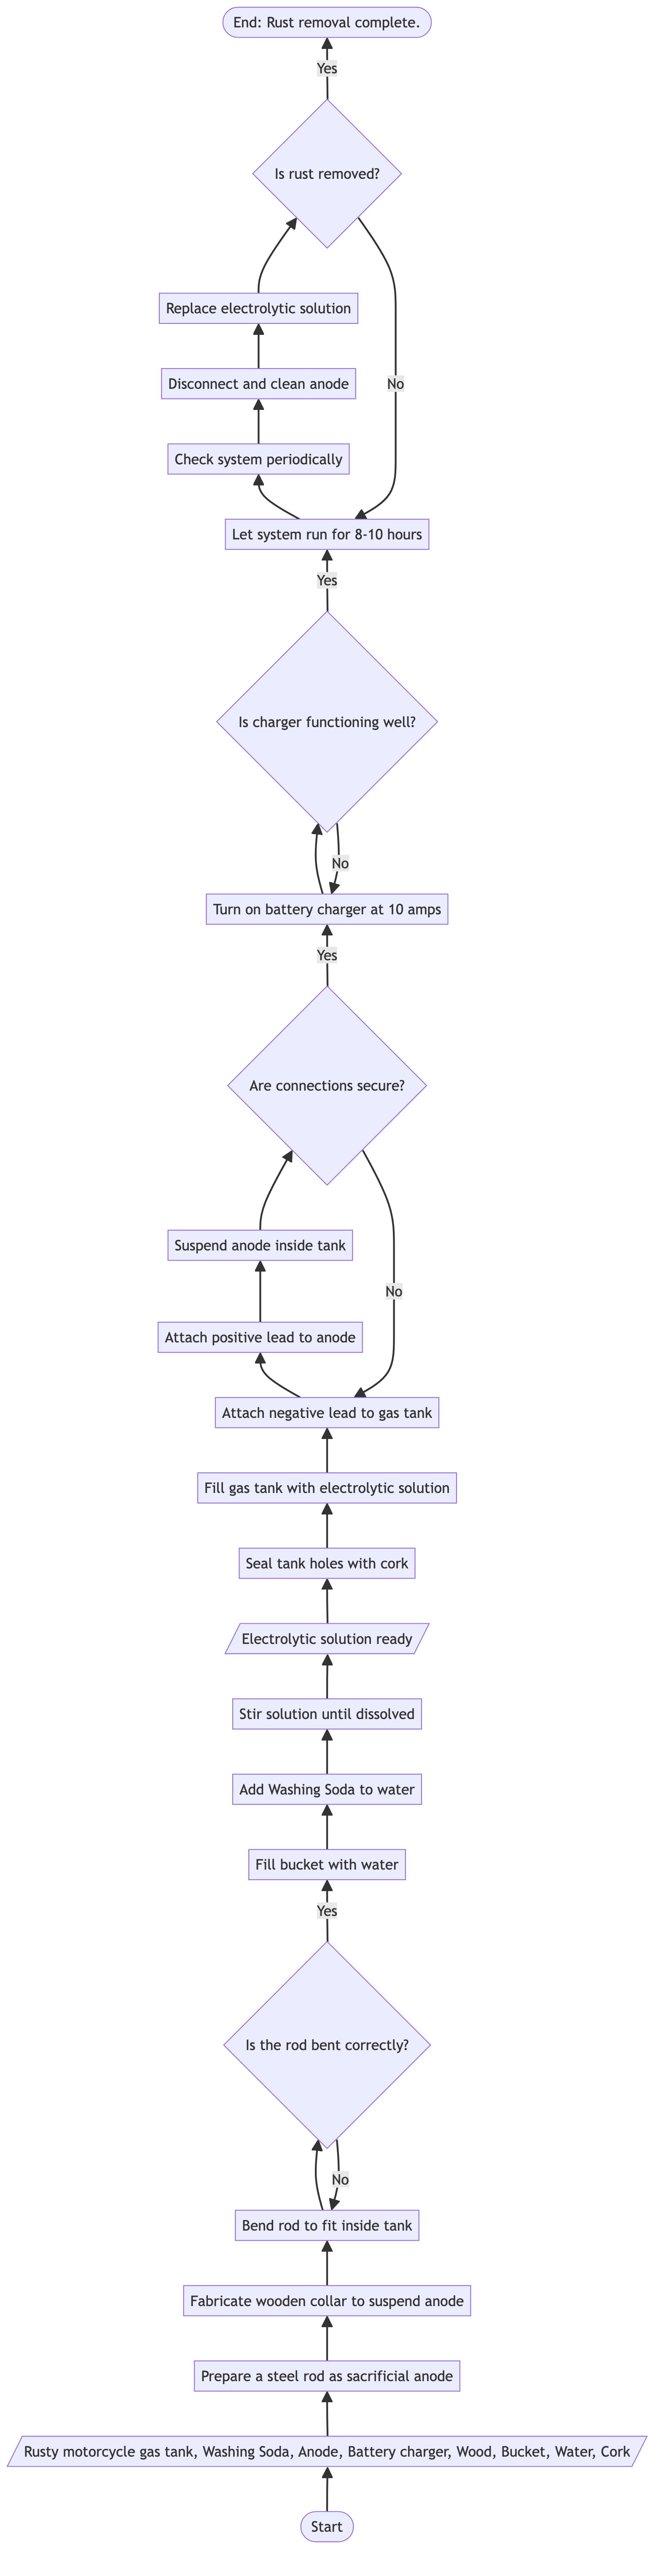 End: Rust removal complete.
Yes
Is rust removed?
Replace electrolytic solution
Disconnect and clean anode
No
Check system periodically
Let system run for 8-10 hours
Yes
Is charger functioning well?
No
Turn on battery charger at 10 amps
Yes
Are connections secure?
Suspend anode inside tank
No
Attach positive lead to anode
Attach negative lead to gas tank
Fill gas tank with electrolytic solution
Seal tank holes with cork
Electrolytic solution ready
Stir solution until dissolved
Add Washing Soda to water
Fill bucket with water
Yes
Is the rod bent correctly?
No
Bend rod to fit inside tank
Fabricate wooden collar to suspend anode
Prepare a steel rod as sacrificial anode
Rusty motorcycle gas tank, Washing Soda, Anode, Battery charger, Wood, Bucket, Water, Cork
Start